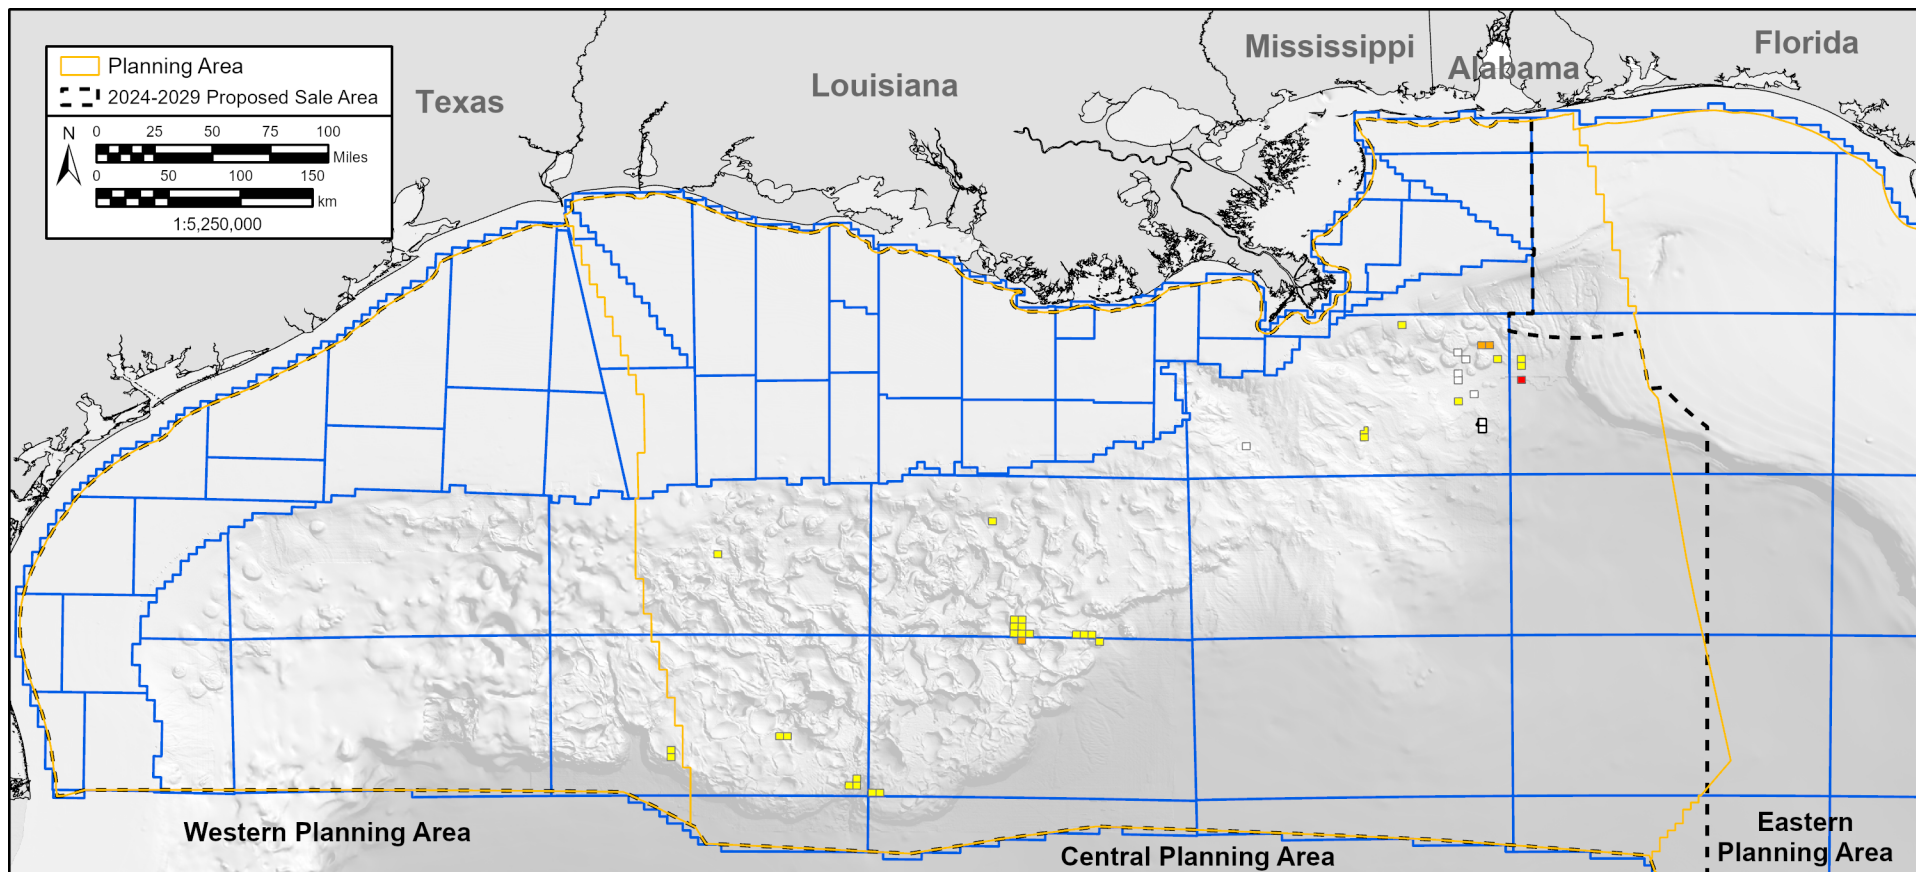 Mississippi
Florida
Alabama
Louisiana
Texas
Planning Area
2024-2029 Proposed Sale Area
N
0 25 50 75 100
Miles
0 50 100 150
km
1:5,250,000
Western Planning Area
Central Planning Area
Eastern
Planning Area